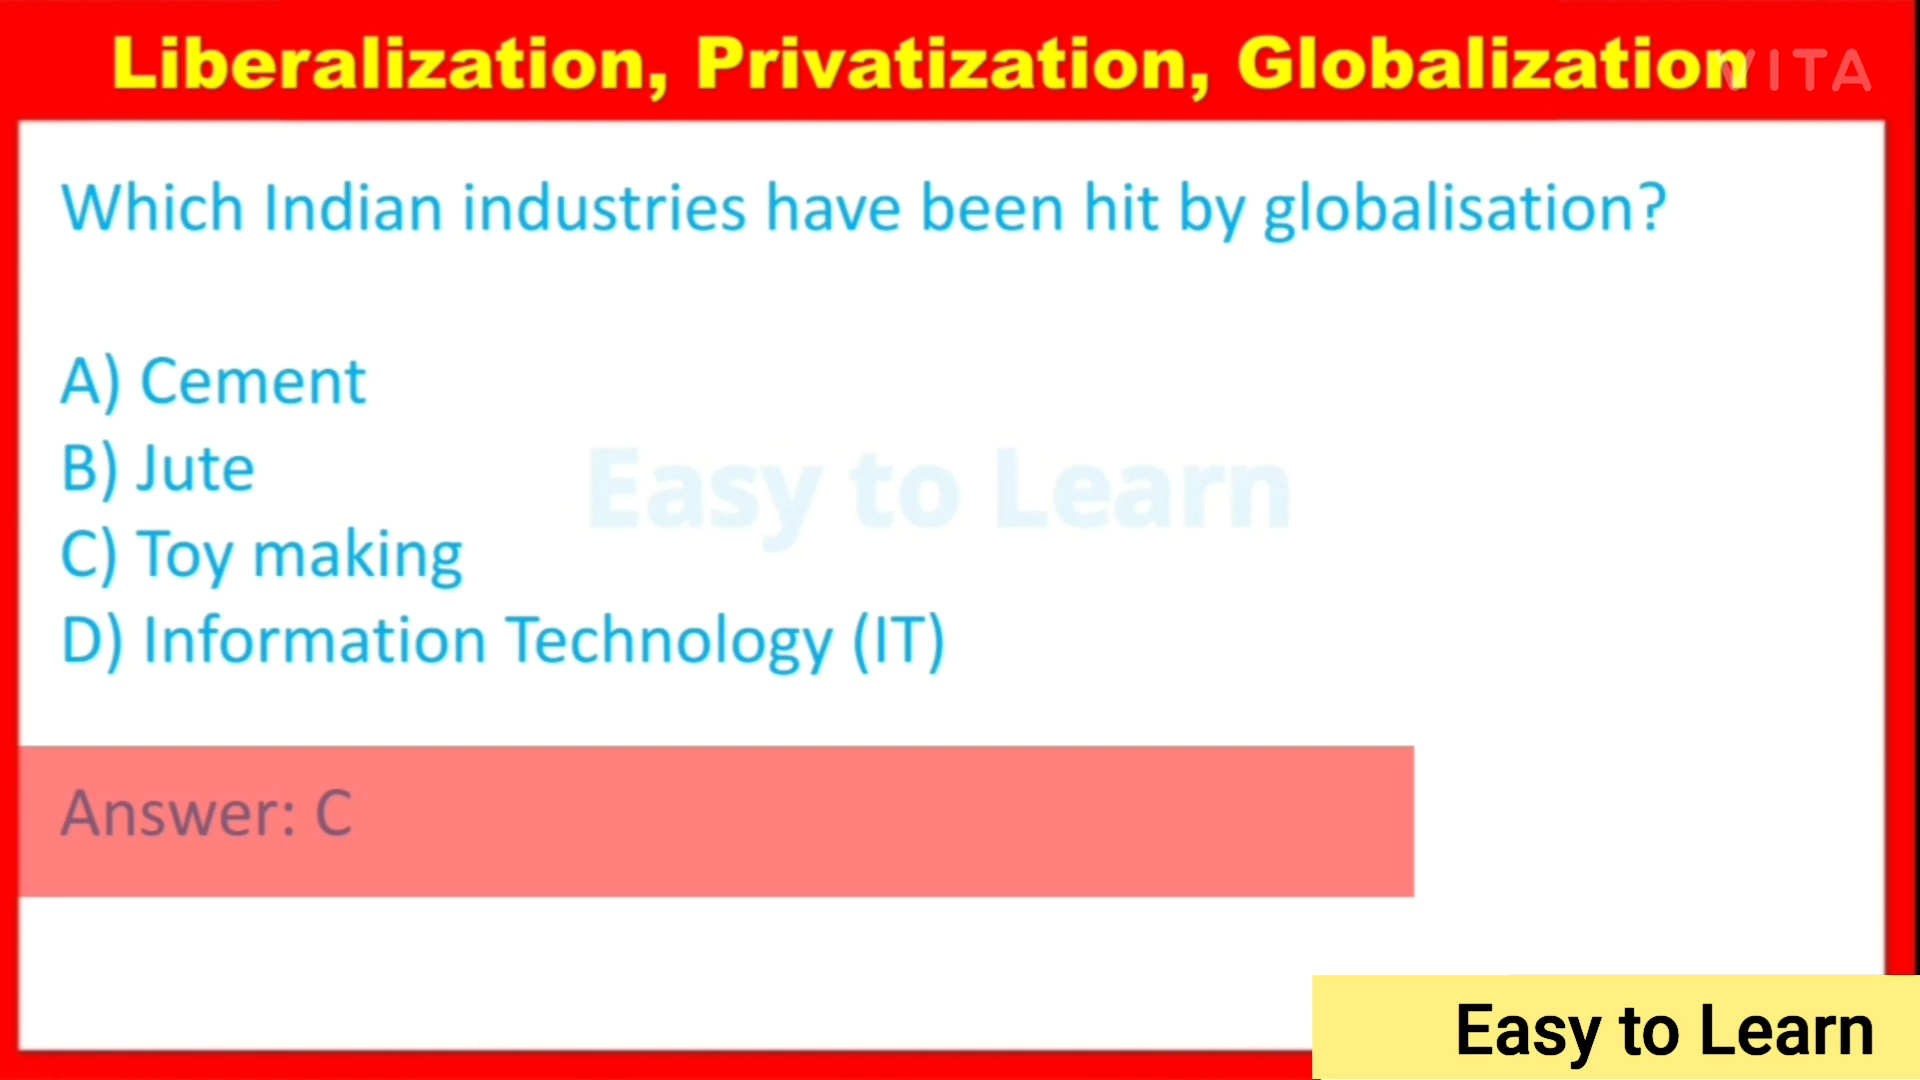 Liberalization, Privatization, Globalization
VITA
Which Indian industries have been hit by globalisation?
A) Cement
B) Jute
C) Toy making
D) Information Technology (IT)
Easy to Learn
Answer: C
Easy to Learn